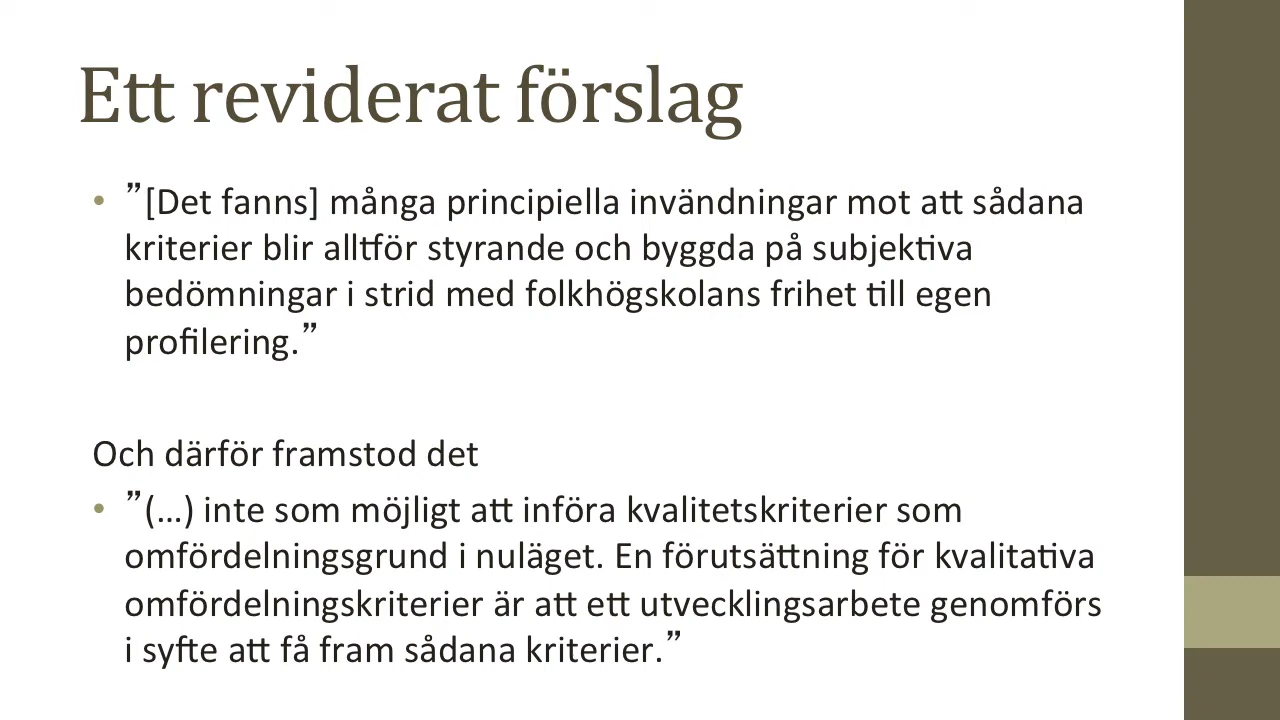 Ett reviderat förslag
• ”[Det fanns] många principiella invändningar mot att sådana
kriterier blir alltför styrande och byggda på subjektiva
bedömningar i strid med folkhögskolans frihet till egen
profilering.”
Och därför framstod det
• ”(…) inte som möjligt att införa kvalitetskriterier som
omfördelningsgrund i nuläget. En förutsättning för kvalitativa
omfördelningskriterier är att ett utvecklingsarbete genomförs
i syfte att få fram sådana kriterier.”